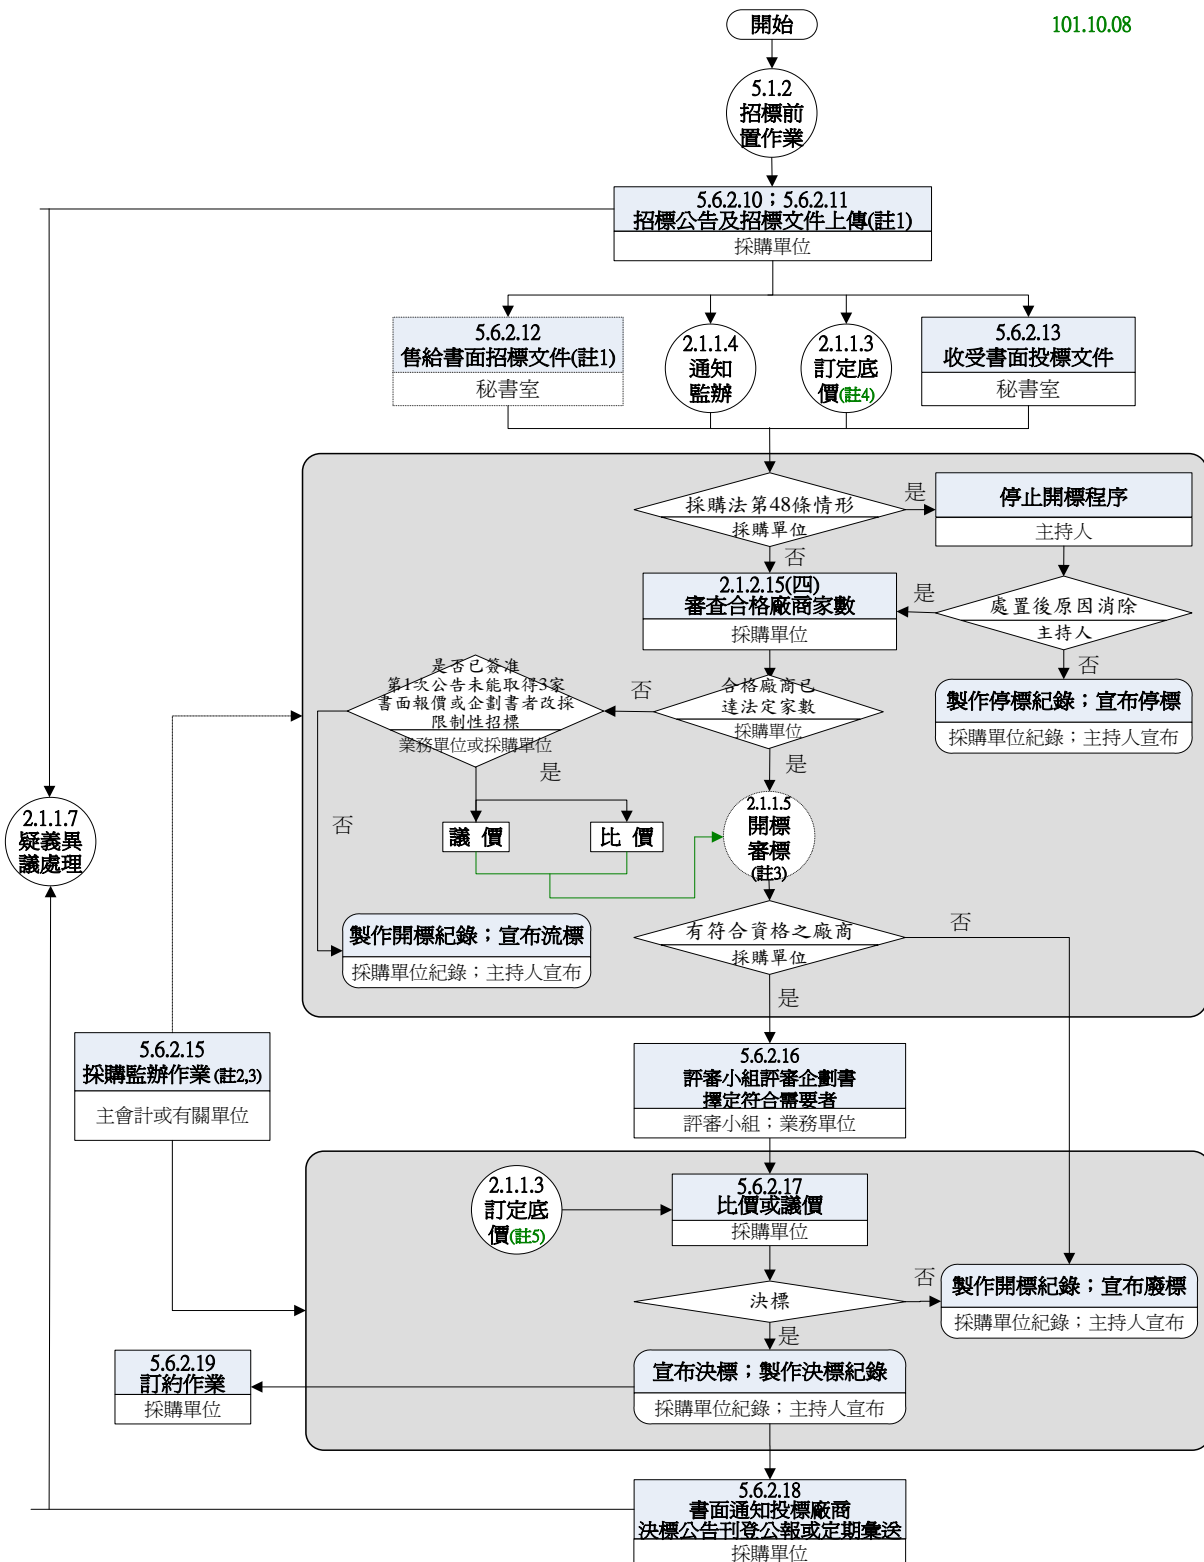 開始
101.10.08
5.1.2
招標前
置作業
5.6.2.10；5.6.2.11
招標公告及招標文件上傳(註1)
採購單位
5.6.2.12
售給書面招標文件(註1)
秘書室
2.1.1.4
通知
監辦
2.1.1.3
訂定底
價(註4)
5.6.2.13
收受書面投標文件
秘書室
採購法第48條情形
採購單位
是
停止開標程序
主持人
否
2.1.2.15(四)
審查合格廠商家數
採購單位
是
處置後原因消除
主持人
否
製作停標紀錄；宣布停標
採購單位紀錄；主持人宣布
是否已簽准
第1次公告未能取得3家
書面報價或企劃書者改採
限制性招標
業務單位或採購單位
否
合格廠商已
達法定家數
採購單位
是
是
否
議 價
比 價
2.1.1.5
開標
審標
(註3)
2.1.1.7
疑義異
議處理
製作開標紀錄；宣布流標
採購單位紀錄；主持人宣布
有符合資格之廠商
採購單位
否
是
5.6.2.15
採購監辦作業(註2,3)
主會計或有關單位
5.6.2.16
評審小組評審企劃書
擇定符合需要者
評審小組；業務單位
2.1.1.3
訂定底
價(註5)
5.6.2.17
比價或議價
採購單位
決標
否
製作開標紀錄；宣布廢標
採購單位紀錄；主持人宣布
是
宣布決標；製作決標紀錄
採購單位紀錄；主持人宣布
5.6.2.19
訂約作業
採購單位
5.6.2.18
書面通知投標廠商
決標公告刊登公報或定期彙送
採購單位